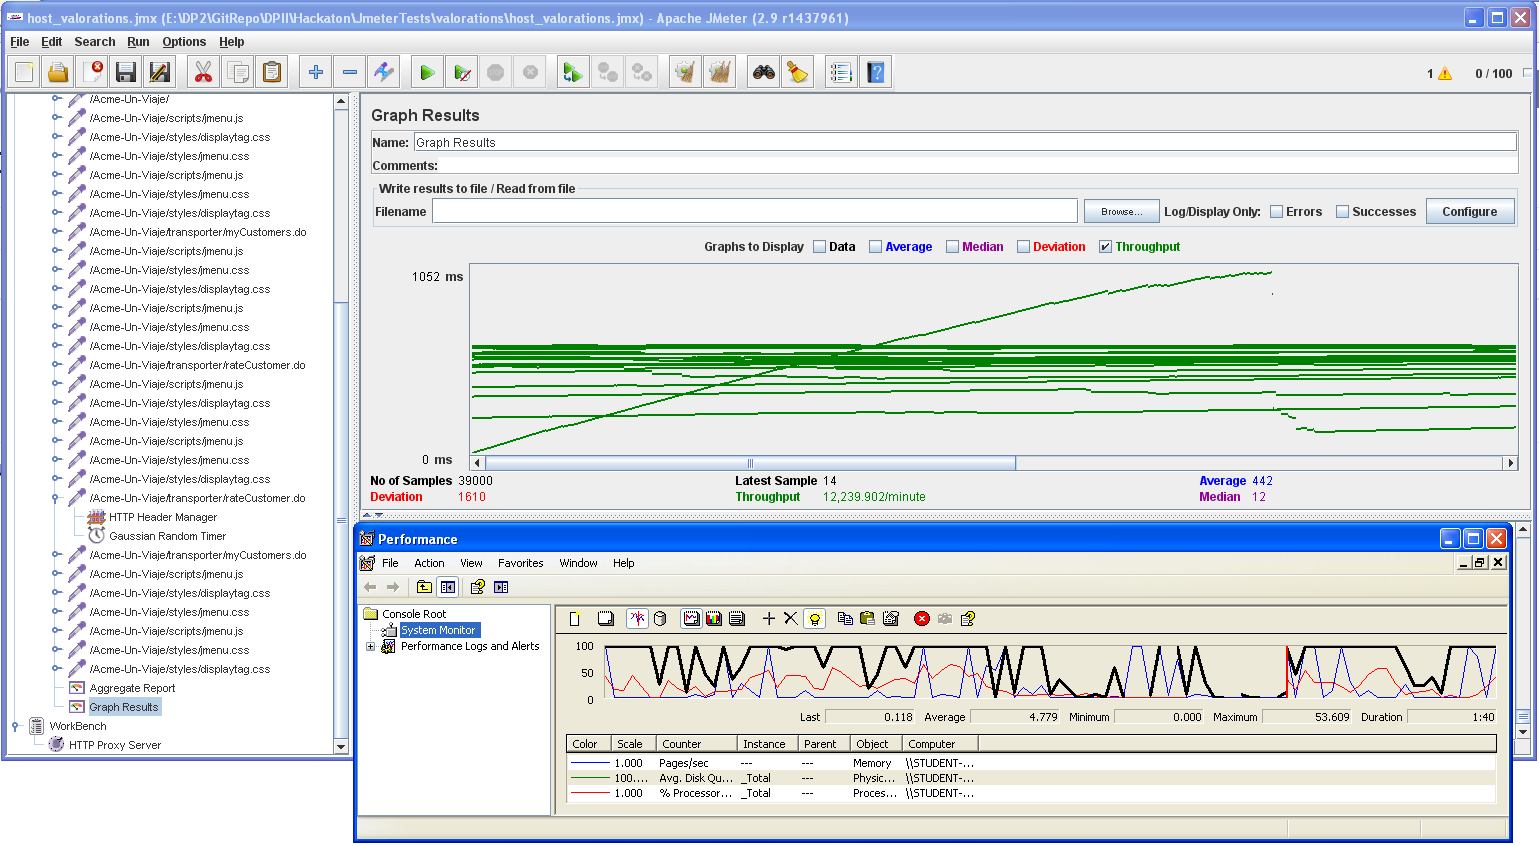 host_valorations.jmx (E:\DP2\GitRepo\DPII\Hackaton\JmeterTests\valorations\host_valorations.jmx) - Apache JMeter (2.9 r1437961)
File Edit Search Run Options Help
1 0 / 100
/Acme-Un-Viaje/
/Acme-Un-Viaje/scripts/jmenu.js
/Acme-Un-Viaje/styles/displaytag.css
/Acme-Un-Viaje/styles/jmenu.css
/Acme-Un-Viaje/scripts/jmenu.js
/Acme-Un-Viaje/styles/jmenu.css
/Acme-Un-Viaje/styles/displaytag.css
/Acme-Un-Viaje/transporter/myCustomers.do
/Acme-Un-Viaje/scripts/jmenu.js
/Acme-Un-Viaje/styles/jmenu.css
/Acme-Un-Viaje/styles/displaytag.css
/Acme-Un-Viaje/scripts/jmenu.js
/Acme-Un-Viaje/styles/jmenu.css
/Acme-Un-Viaje/styles/displaytag.css
/Acme-Un-Viaje/transporter/rateCustomer.do
/Acme-Un-Viaje/scripts/jmenu.js
/Acme-Un-Viaje/styles/displaytag.css
/Acme-Un-Viaje/styles/jmenu.css
/Acme-Un-Viaje/scripts/jmenu.js
/Acme-Un-Viaje/styles/jmenu.css
/Acme-Un-Viaje/styles/displaytag.css
/Acme-Un-Viaje/transporter/rateCustomer.do
HTTP Header Manager
Gaussian Random Timer
/Acme-Un-Viaje/transporter/myCustomers.do
/Acme-Un-Viaje/scripts/jmenu.js
/Acme-Un-Viaje/styles/displaytag.css
/Acme-Un-Viaje/styles/jmenu.css
/Acme-Un-Viaje/scripts/jmenu.js
/Acme-Un-Viaje/styles/jmenu.css
/Acme-Un-Viaje/styles/displaytag.css
Aggregate Report
Graph Results
WorkBench
HTTP Proxy Server
Graph Results
Name: Graph Results
Comments:
Write results to file / Read from file
Filename Browse... Log/Display Only: Errors Successes Configure
Graphs to Display Data Average Median Deviation Throughput
1052 ms
0 ms
No of Samples 39000 Latest Sample 14 Average 442
Deviation 1610 Throughput 12,239.902/minute Median 12
Performance
File Action View Favorites Window Help
Console Root
System Monitor
Performance Logs and Alerts
100
50
0
Last 0.118 Average 4.779 Minimum 0.000 Maximum 53.609 Duration 1:40
Color Scale Counter Instance Parent Object Computer
1.000 Pages/sec --- --- Memory \\STUDENT-...
100.... Avg. Disk Qu... _Total --- Physic... \\STUDENT-...
1.000 % Processor... _Total --- Proces... \\STUDENT-...